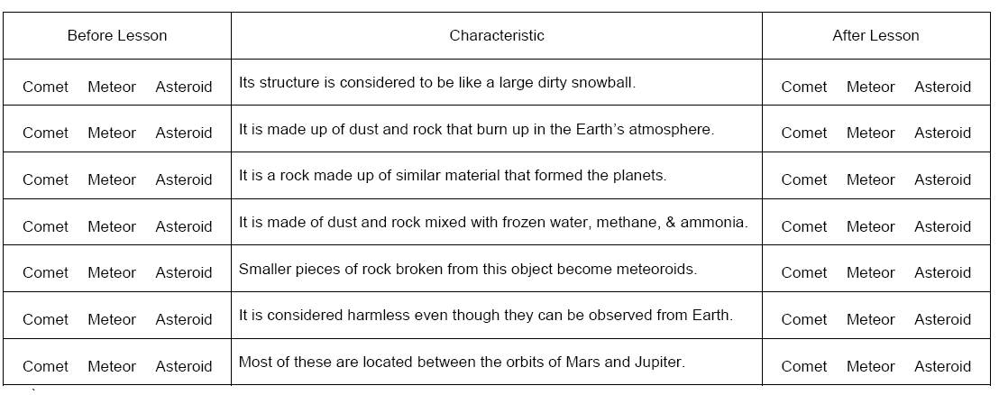 Before Lesson Characteristic After Lesson
Comet Meteor Asteroid Its structure is considered to be like a large dirty snowball. Comet Meteor Asteroid
Comet Meteor Asteroid It is made up of dust and rock that burn up in the Earth’s atmosphere. Comet Meteor Asteroid
Comet Meteor Asteroid It is a rock made up of similar material that formed the planets. Comet Meteor Asteroid
Comet Meteor Asteroid It is made of dust and rock mixed with frozen water, methane, & ammonia. Comet Meteor Asteroid
Comet Meteor Asteroid Smaller pieces of rock broken from this object become meteoroids. Comet Meteor Asteroid
Comet Meteor Asteroid It is considered harmless even though they can be observed from Earth. Comet Meteor Asteroid
Comet Meteor Asteroid Most of these are located between the orbits of Mars and Jupiter. Comet Meteor Asteroid